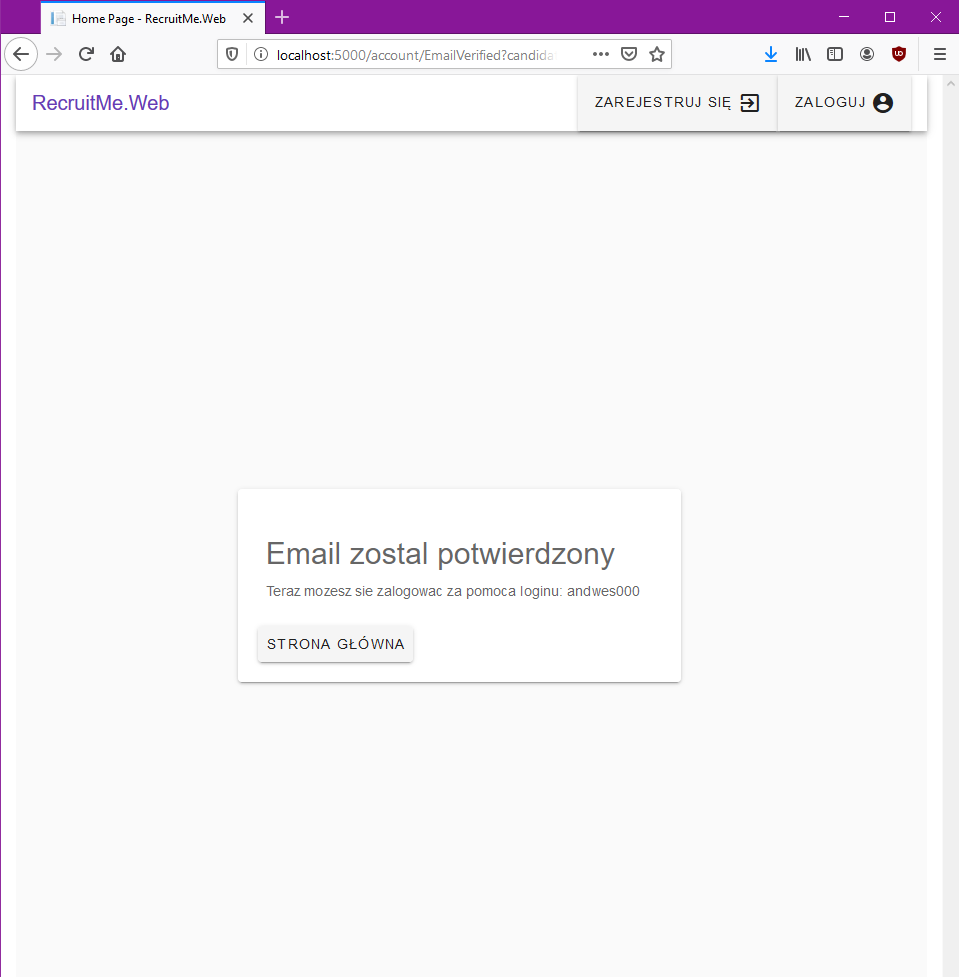 Home Page - RecruitMe.Web
localhost:5000/account/EmailVerified?candida
RecruitMe.Web
ZAREJESTRUJ SIĘ
ZALOGUJ
Email zostal potwierdzony
Teraz mozesz sie zalogowac za pomoca loginu: andwes000
STRONA GŁÓWNA